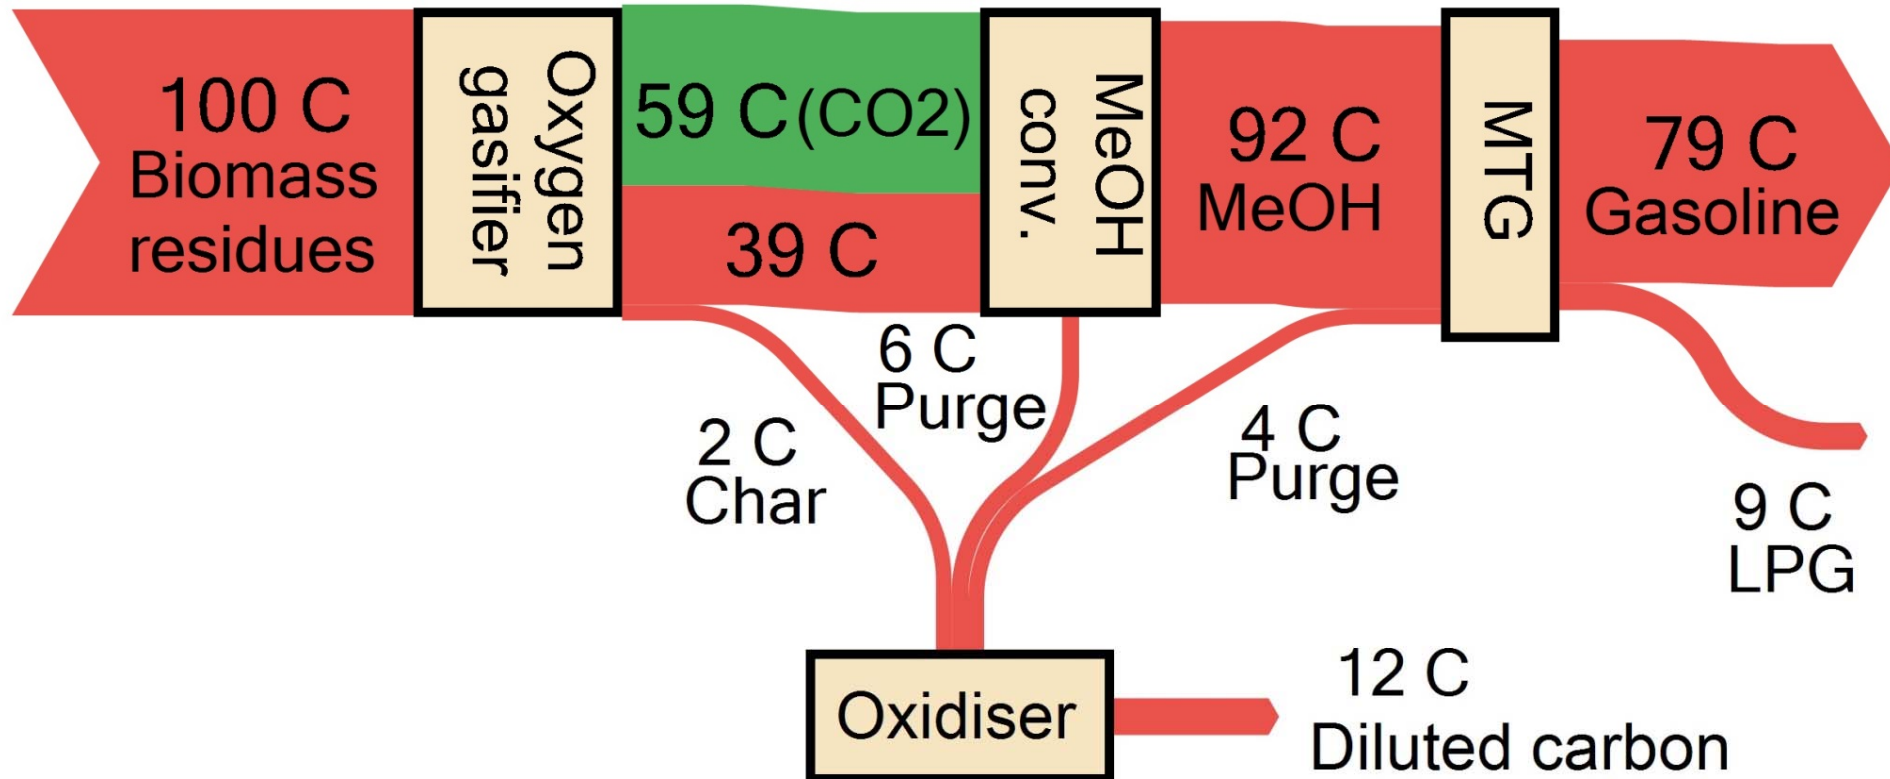 100 C
Biomass
residues
Oxygen
gasifier
59 C (CO2)
39 C
MeOH
conv.
92 C
MeOH
MTG
79 C
Gasoline
6 C
Purge
2 C
Char
4 C
Purge
9 C
LPG
Oxidiser
12 C
Diluted carbon